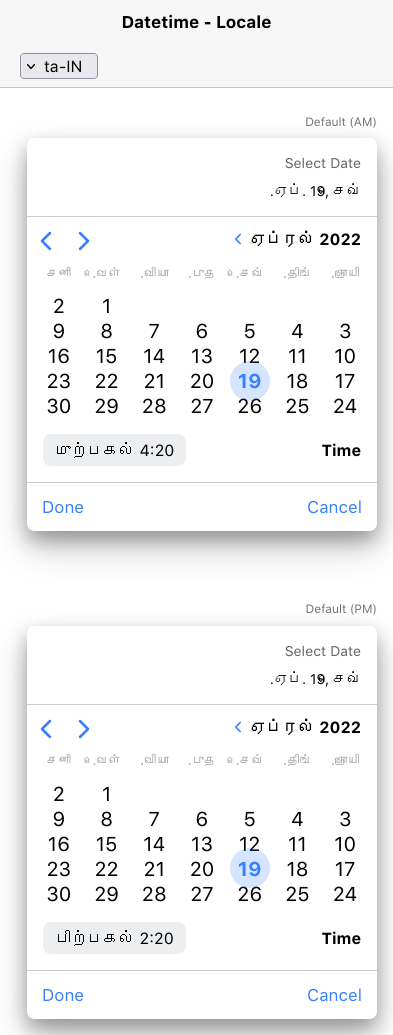 Datetime - Locale
ta-IN
Default (AM)
Select Date
.ஏப். 19, சவ்
ஏப்ரல் 2022
சனி .வெள் .வியா .புத .செவ் .திங் .ஞாயி
2 1
9 8 7 6 5 4 3
16 15 14 13 12 11 10
23 22 21 20 19 18 17
30 29 28 27 26 25 24
முற்பகல் 4:20 Time
Done Cancel
Default (PM)
Select Date
.ஏப். 19, சவ்
ஏப்ரல் 2022
சனி .வெள் .வியா .புத .செவ் .திங் .ஞாயி
2 1
9 8 7 6 5 4 3
16 15 14 13 12 11 10
23 22 21 20 19 18 17
30 29 28 27 26 25 24
பிற்பகல் 2:20 Time
Done Cancel